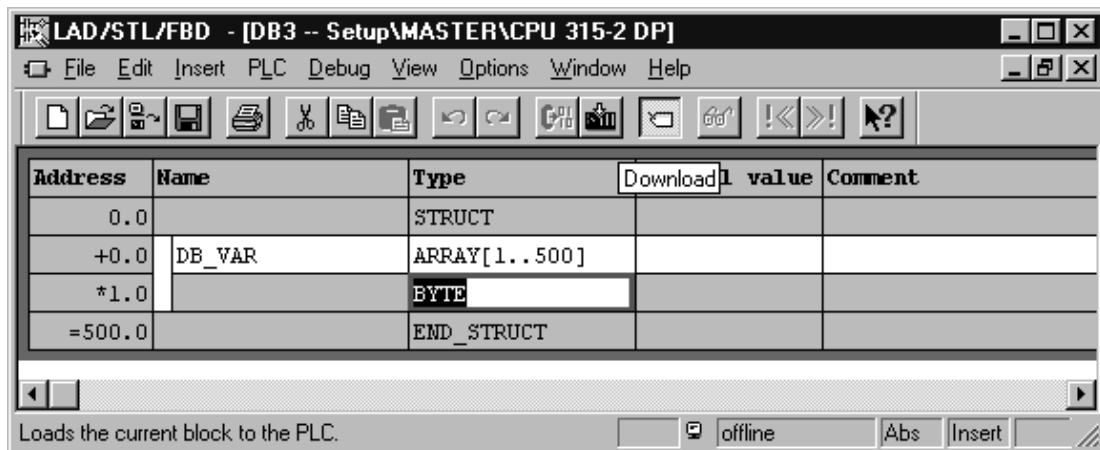 LAD/STL/FBD - [DB3 -- Setup\MASTER\CPU 315-2 DP]
File Edit Insert PLC Debug View Options Window Help
Address Name Type Download l value Comment
0.0 STRUCT
+0.0 DB_VAR ARRAY[1..500]
*1.0 BYTE
=500.0 END_STRUCT
Loads the current block to the PLC. offline Abs Insert